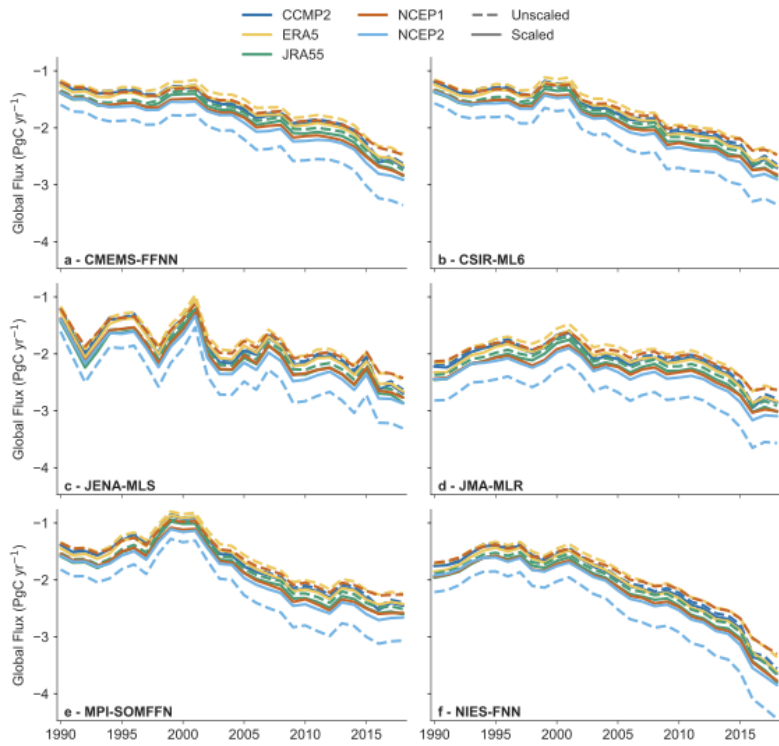 CCMP2 NCEP1 Unscaled
ERA5 NCEP2 Scaled
JRA55
Global Flux (PgC yr⁻¹)
−1
−2
−3
−4
a - CMEMS-FFNN
b - CSIR-ML6
Global Flux (PgC yr⁻¹)
−1
−2
−3
−4
c - JENA-MLS
d - JMA-MLR
Global Flux (PgC yr⁻¹)
−1
−2
−3
−4
e - MPI-SOMFFN
f - NIES-FNN
1990 1995 2000 2005 2010 2015 1990 1995 2000 2005 2010 2015